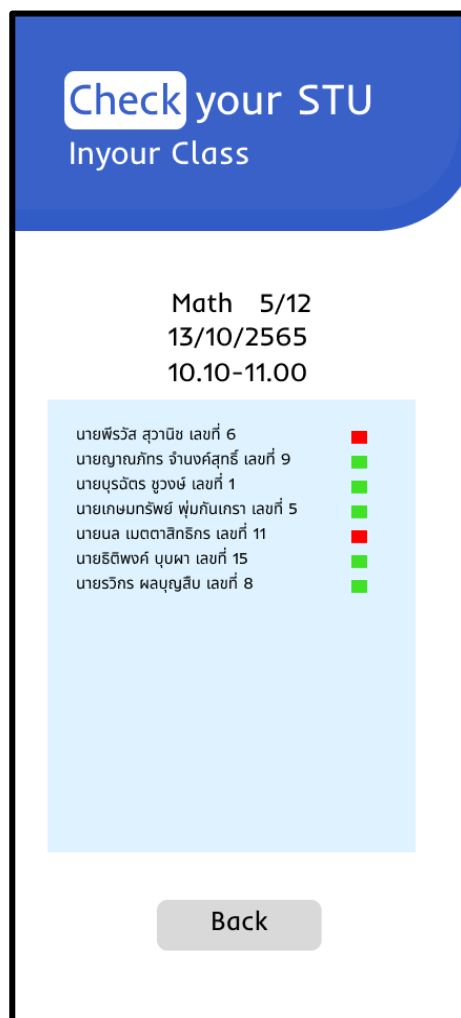 Check your STU
Inyour Class
Math 5/12
13/10/2565
10.10-11.00
นายพีรวัส สุวานิช เลขที่ 6
นายญาณภัทร จำนงค์สุทธิ์ เลขที่ 9
นายบุรฉัตร ชูวงษ์ เลขที่ 1
นายเกษมทรัพย์ พุ่มกันเกรา เลขที่ 5
นายนล เมตตาสิทธิกร เลขที่ 11
นายธิติพงค์ บุบผา เลขที่ 15
นายรวิกร ผลบุญสืบ เลขที่ 8
Back